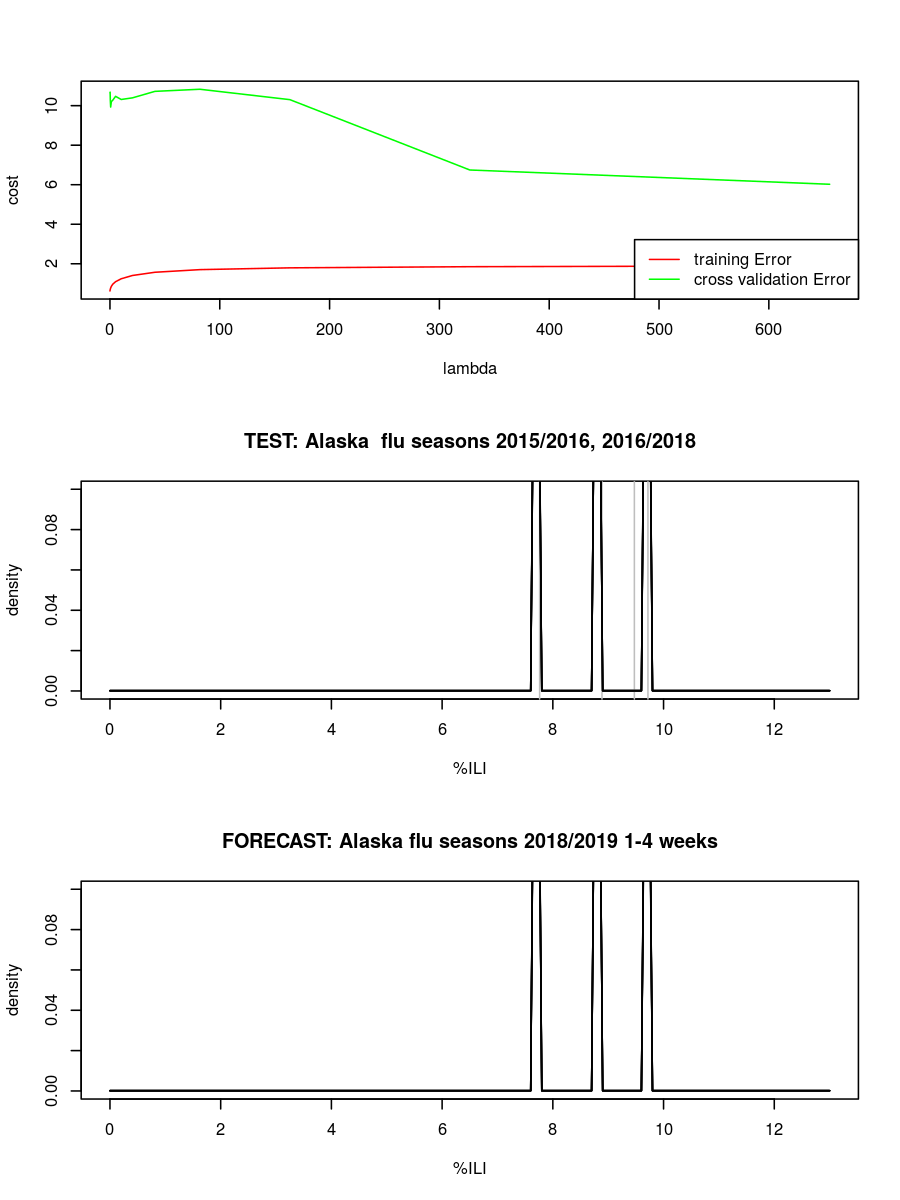 cost
2 4 6 8 10
training Error
cross validation Error
0 100 200 300 400 500 600
lambda
TEST: Alaska  flu seasons 2015/2016, 2016/2018
density
0.00 0.04 0.08
0 2 4 6 8 10 12
%ILI
FORECAST: Alaska flu seasons 2018/2019 1-4 weeks
density
0.00 0.04 0.08
0 2 4 6 8 10 12
%ILI